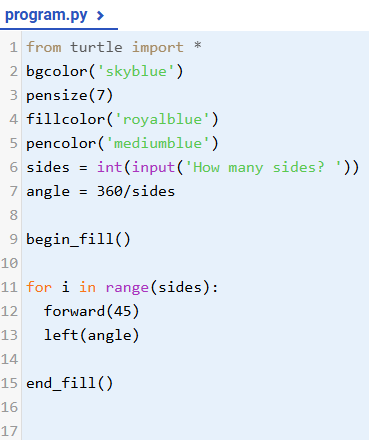 program.py >
1 from turtle import *
2 bgcolor('skyblue')
3 pensize(7)
4 fillcolor('royalblue')
5 pencolor('mediumblue')
6 sides = int(input('How many sides? '))
7 angle = 360/sides
8
9 begin_fill()
10
11 for i in range(sides):
12   forward(45)
13   left(angle)
14
15 end_fill()
16
17